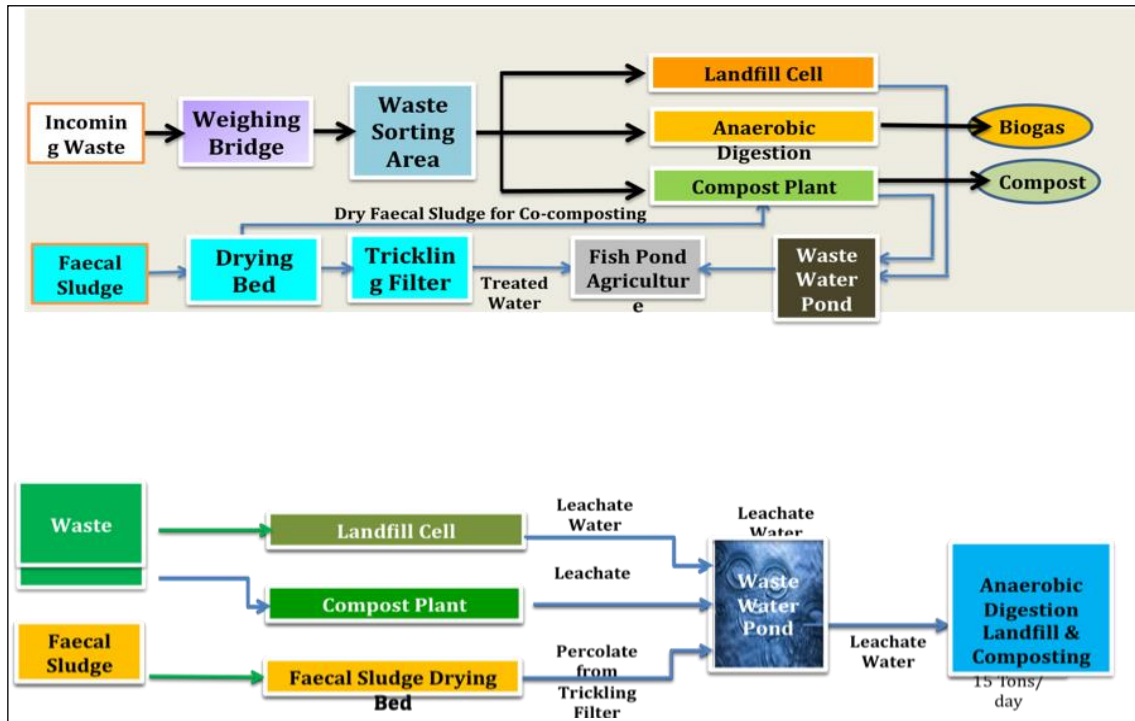 Landfill Cell
Incomin
g Waste
Weighing
Bridge
Waste
Sorting
Area
Anaerobic
Digestion
Biogas
Compost Plant
Compost
Dry Faecal Sludge for Co-composting
Faecal
Sludge
Drying
Bed
Tricklin
g Filter
Treated
Water
Fish Pond
Agricultur
e
Waste
Water
Pond
Waste
Landfill Cell
Leachate
Water
Leachate
Water
Compost Plant
Leachate
Waste
Water
Pond
Faecal
Sludge
Faecal Sludge Drying
Bed
Percolate from
Trickling
Filter
Leachate
Water
Anaerobic
Digestion
Landfill &
Composting
15 Tons/
day